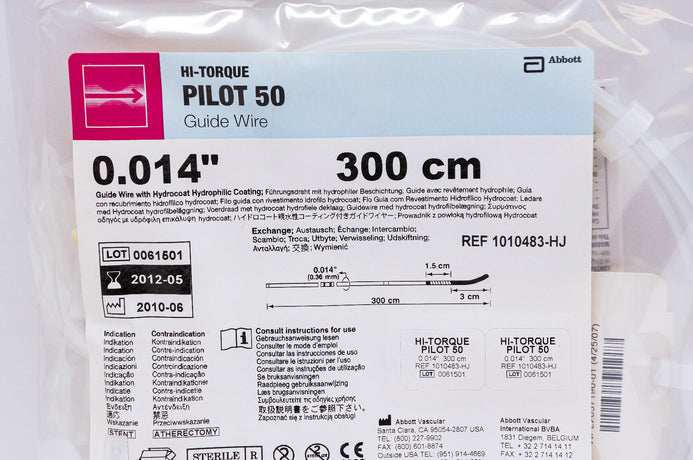 HI-TORQUE
PILOT 50
Guide Wire
Abbott
0.014" 300 cm
Guide Wire with Hydrocoat Hydrophilic Coating; Führungsdraht mit hydrophiler Beschichtung; Guide avec revêtement hydrophile; Guía
con recubrimiento hidrofílico hydrocoat; Filo guida con rivestimento idrofilo hydrocoat; Fio Guia com Revestimento Hidrofílico Hydrocoat; Ledare
med Hydrocoat hydrofilbeläggning; Voerdraad met hydrocoat hydrofiele deklaag; Guidewire med hydrocoat hydrofilbelægning; Συρμάτινος
οδηγός με υδρόφιλη επικάλυψη hydrocoat; ハイドロコート親水性コーティング付きガイドワイヤー; Prowadnik z powłoką hydrofilową Hydrocoat
Exchange; Austausch; Échange; Intercambio;
Scambio; Troca; Utbyte; Verwisseling; Udskiftning;
Ανταλλαγή; 交換; Wymienić
REF 1010483-HJ
LOT 0061501
2012-05
2010-06
0.014"
(0.36 mm)
1.5 cm
3 cm
300 cm
Indication
Indikation
Indication
Indicación
Indicazione
Indicação
Indikation
Indicatie
Indikation
Ενδειξη
適応
Wskazanie
STENT
Contraindication
Kontraindikation
Contre-indication
Contraindicación
Controindicazione
Contra-indicação
Kontraindikation
Contra-indicatie
Kontraindikation
Αντένδειξη
禁忌
Przeciwwskazanie
ATHERECTOMY
Consult instructions for use
Gebrauchsanweisung lesen
Consulter le mode d'emploi
Consultar las instrucciones de uso
Consultare le istruzioni per l'uso
Consultar as instruções de utilização
Se bruksanvisningen
Raadpleeg gebruiksaanwijzing
Læs brugsanvisning
Συμβουλευτείτε τις οδηγίες χρήσης
取扱説明書をご参照下さい
Zapoznać się z instrukcją obsługi
HI-TORQUE
PILOT 50
0.014" 300 cm
REF 1010483-HJ
LOT 0061501
HI-TORQUE
PILOT 50
0.014" 300 cm
REF 1010483-HJ
LOT 0061501
Abbott Vascular
Santa Clara, CA 95054-2807 USA
TEL (800) 227-9902
FAX (800) 601-8874
Outside USA TEL (951) 914-4669
Abbott Vascular
International BVBA
1831 Diegem, BELGIUM
TEL + 32 2 714 14 11
FAX + 32 2 714 14 12
STERILE R
(4/25/07)